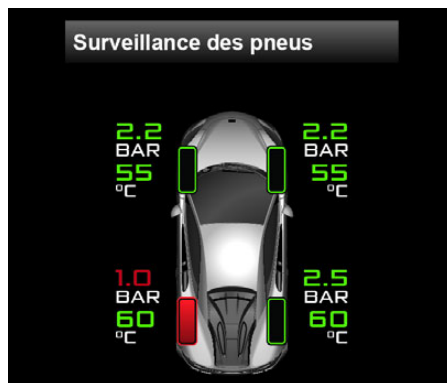 Surveillance des pneus
2.2 2.2
BAR BAR
55 55
°C °C
1.0 2.5
BAR BAR
60 60
°C °C